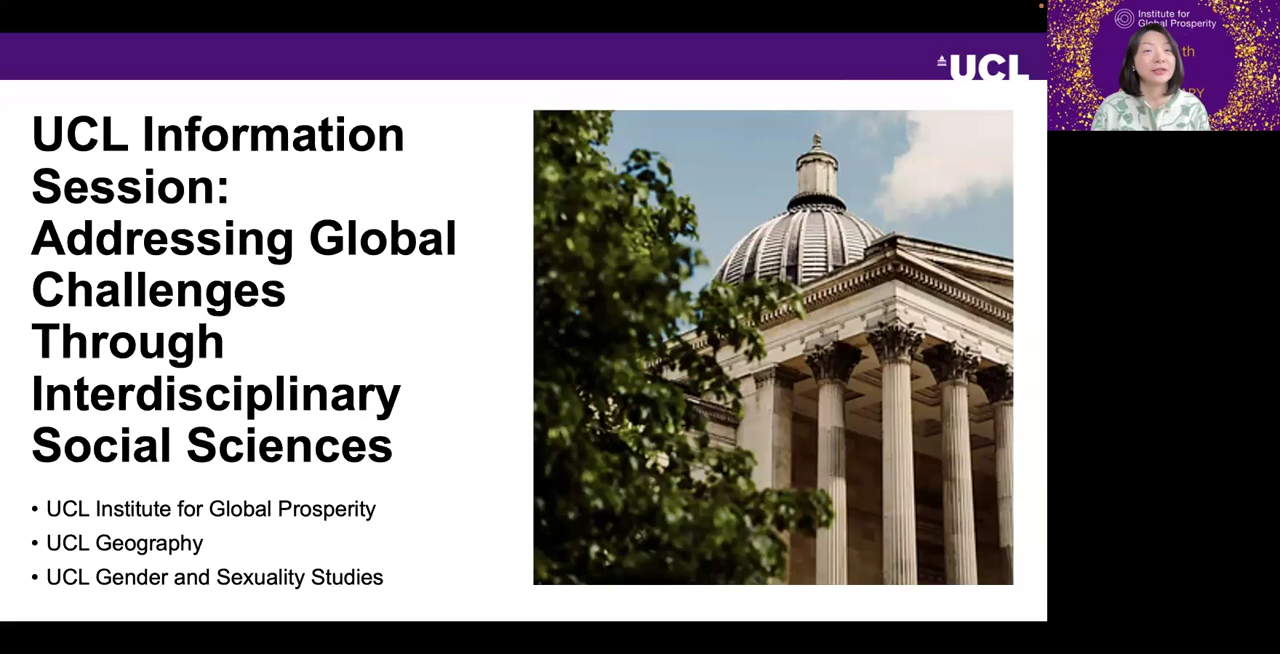 UCL
UCL Information
Session:
Addressing Global
Challenges
Through
Interdisciplinary
Social Sciences
• UCL Institute for Global Prosperity
• UCL Geography
• UCL Gender and Sexuality Studies
Institute for
Global Prosperity
th